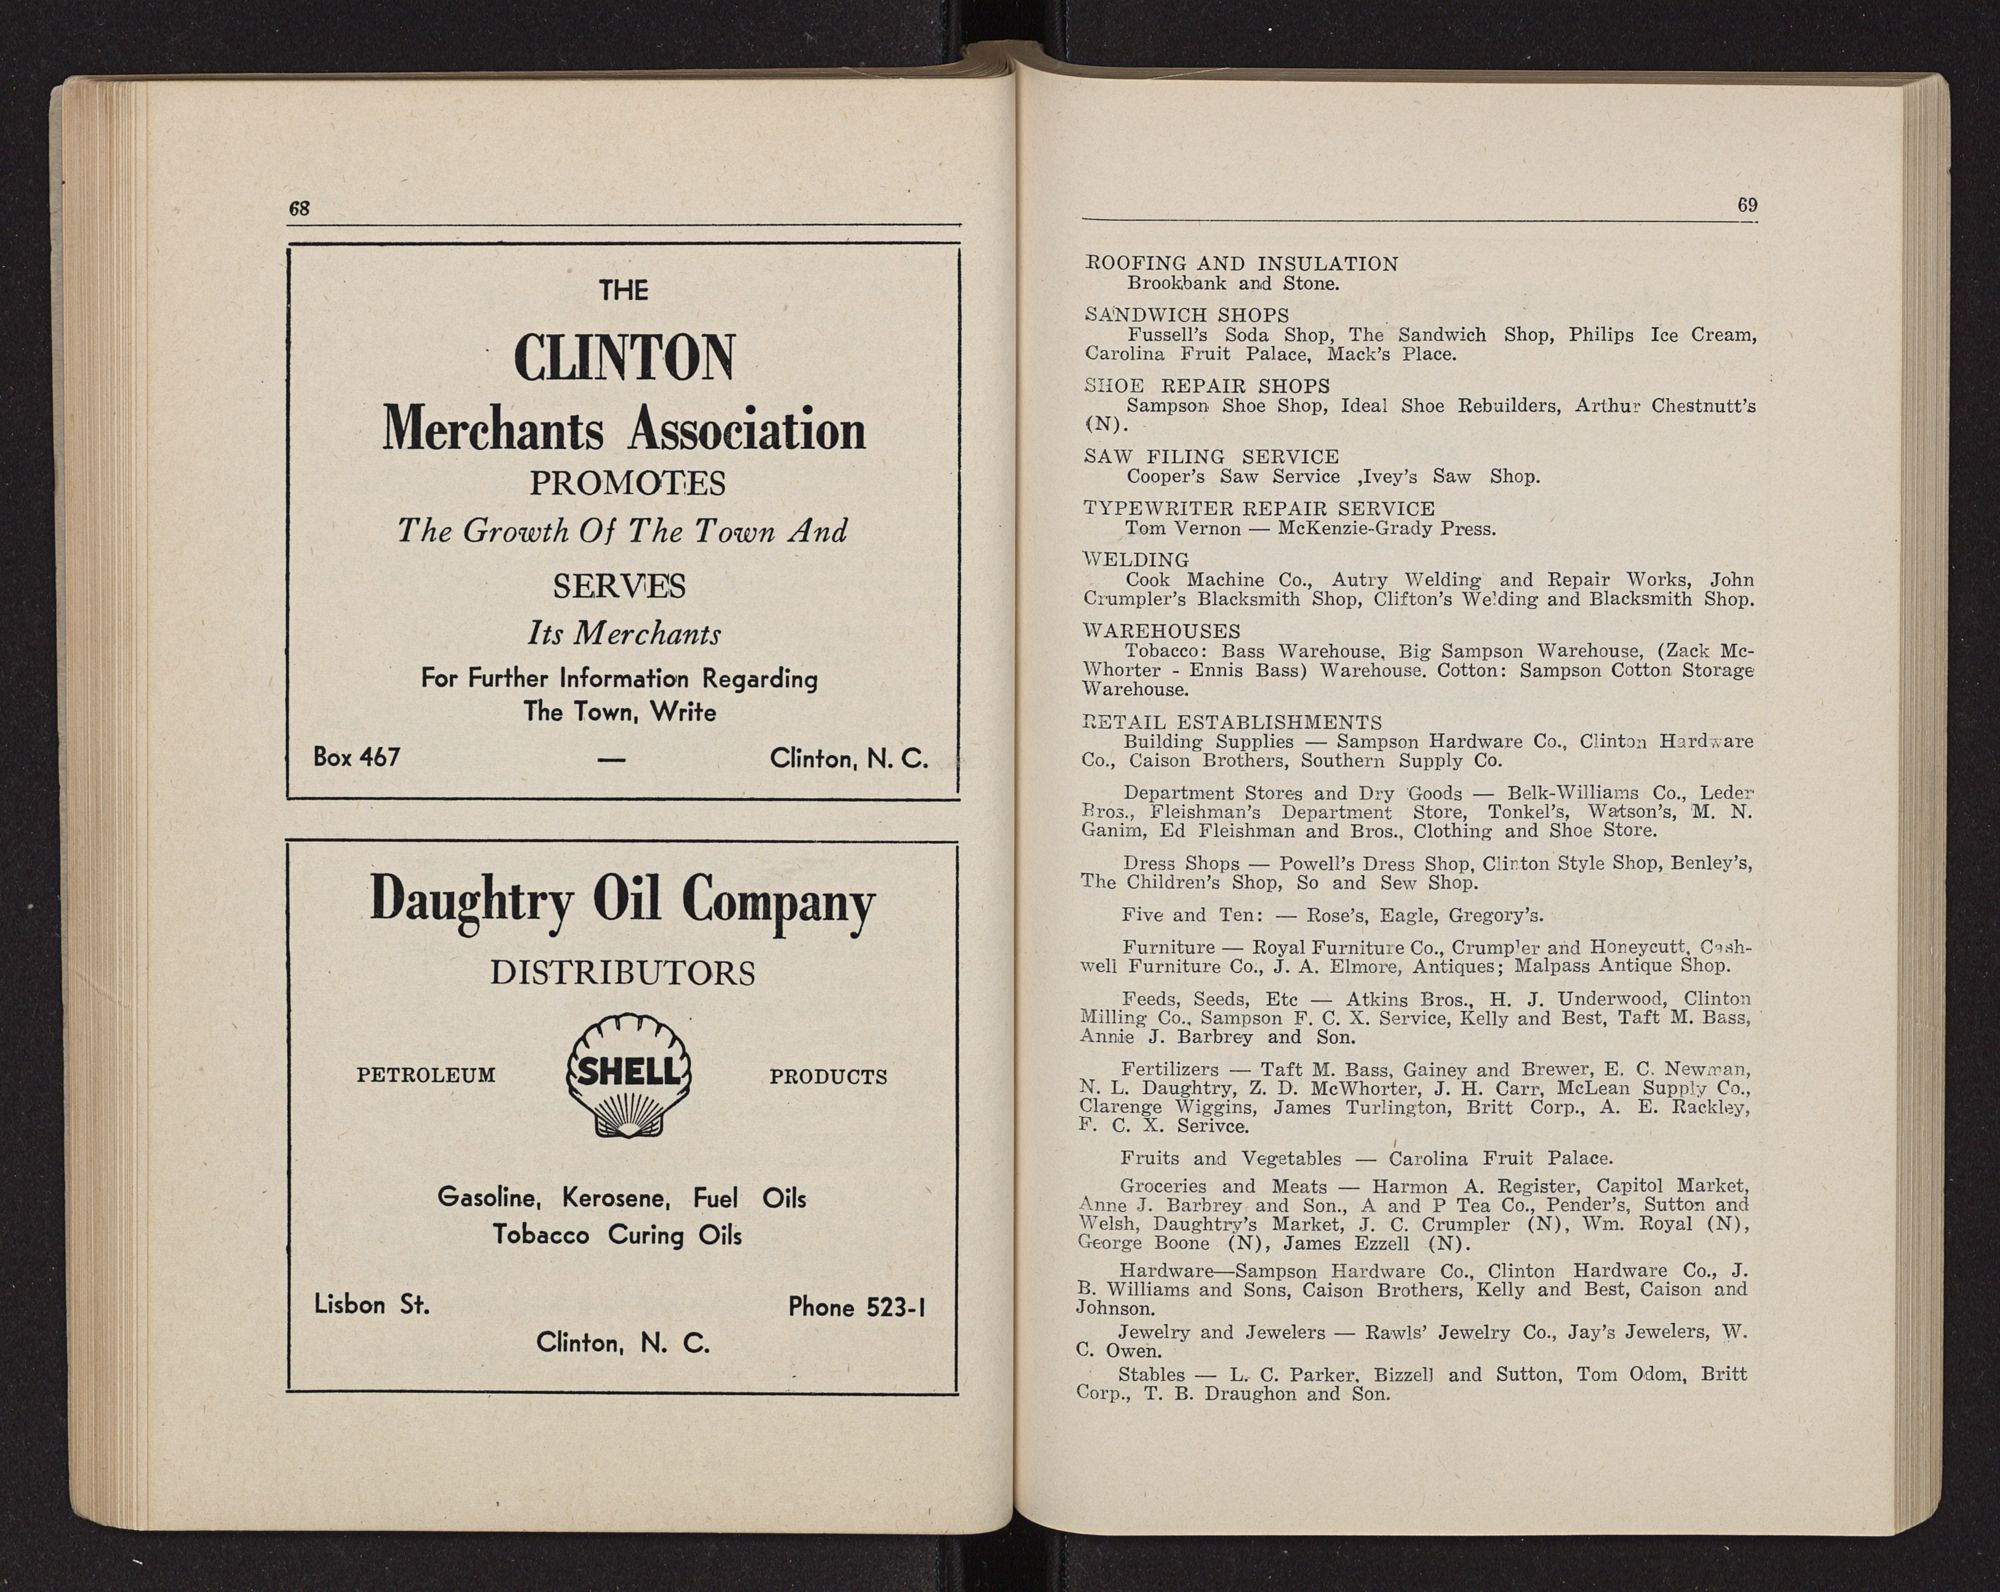 68
THE
CLINTON
Merchants Association
PROMOTES
The Growth Of The Town And
SERVES
Its Merchants
For Further Information Regarding
The Town, Write
Box 467 — Clinton, N. C.
Daughtry Oil Company
DISTRIBUTORS
PETROLEUM SHELL PRODUCTS
Gasoline, Kerosene, Fuel Oils
Tobacco Curing Oils
Lisbon St. Phone 523-1
Clinton, N. C.
69
ROOFING AND INSULATION
Brookbank and Stone.
SANDWICH SHOPS
Fussell's Soda Shop, The Sandwich Shop, Philips Ice Cream,
Carolina Fruit Palace, Mack's Place.
SHOE REPAIR SHOPS
Sampson Shoe Shop, Ideal Shoe Rebuilders, Arthur Chestnutt's
(N).
SAW FILING SERVICE
Cooper's Saw Service ,Ivey's Saw Shop.
TYPEWRITER REPAIR SERVICE
Tom Vernon — McKenzie-Grady Press.
WELDING
Cook Machine Co., Autry Welding and Repair Works, John
Crumpler's Blacksmith Shop, Clifton's Welding and Blacksmith Shop.
WAREHOUSES
Tobacco: Bass Warehouse, Big Sampson Warehouse, (Zack Mc-
Whorter - Ennis Bass) Warehouse. Cotton: Sampson Cotton Storage
Warehouse.
RETAIL ESTABLISHMENTS
Building Supplies — Sampson Hardware Co., Clinton Hardware
Co., Caison Brothers, Southern Supply Co.
Department Stores and Dry Goods — Belk-Williams Co., Leder
Bros., Fleishman's Department Store, Tonkel's, Watson's, M. N.
Ganim, Ed Fleishman and Bros., Clothing and Shoe Store.
Dress Shops — Powell's Dress Shop, Clinton Style Shop, Benley's,
The Children's Shop, So and Sew Shop.
Five and Ten: — Rose's, Eagle, Gregory's.
Furniture — Royal Furniture Co., Crumpler and Honeycutt, Cash-
well Furniture Co., J. A. Elmore, Antiques; Malpass Antique Shop.
Feeds, Seeds, Etc — Atkins Bros., H. J. Underwood, Clinton
Milling Co., Sampson F. C. X. Service, Kelly and Best, Taft M. Bass,
Annie J. Barbrey and Son.
Fertilizers — Taft M. Bass, Gainey and Brewer, E. C. Newman,
N. L. Daughtry, Z. D. McWhorter, J. H. Carr, McLean Supply Co.,
Clarenge Wiggins, James Turlington, Britt Corp., A. E. Rackley,
F. C. X. Serivce.
Fruits and Vegetables — Carolina Fruit Palace.
Groceries and Meats — Harmon A. Register, Capitol Market,
Anne J. Barbrey and Son., A and P Tea Co., Pender's, Sutton and
Welsh, Daughtry's Market, J. C. Crumpler (N), Wm. Royal (N),
George Boone (N), James Ezzell (N).
Hardware—Sampson Hardware Co., Clinton Hardware Co., J.
B. Williams and Sons, Caison Brothers, Kelly and Best, Caison and
Johnson.
Jewelry and Jewelers — Rawls' Jewelry Co., Jay's Jewelers, W.
C. Owen.
Stables — L. C. Parker, Bizzell and Sutton, Tom Odom, Britt
Corp., T. B. Draughon and Son.